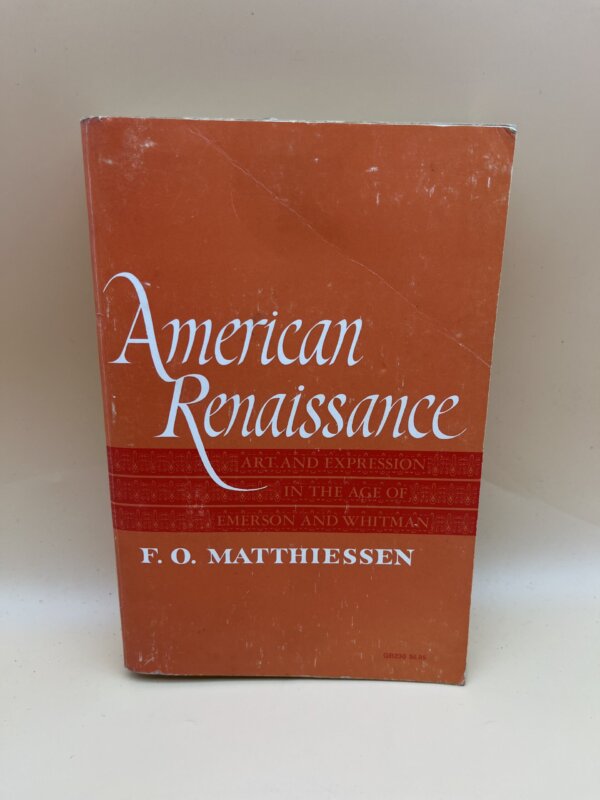 American
Renaissance
ART AND EXPRESSION
IN THE AGE OF
EMERSON AND WHITMAN
F. O. MATTHIESSEN